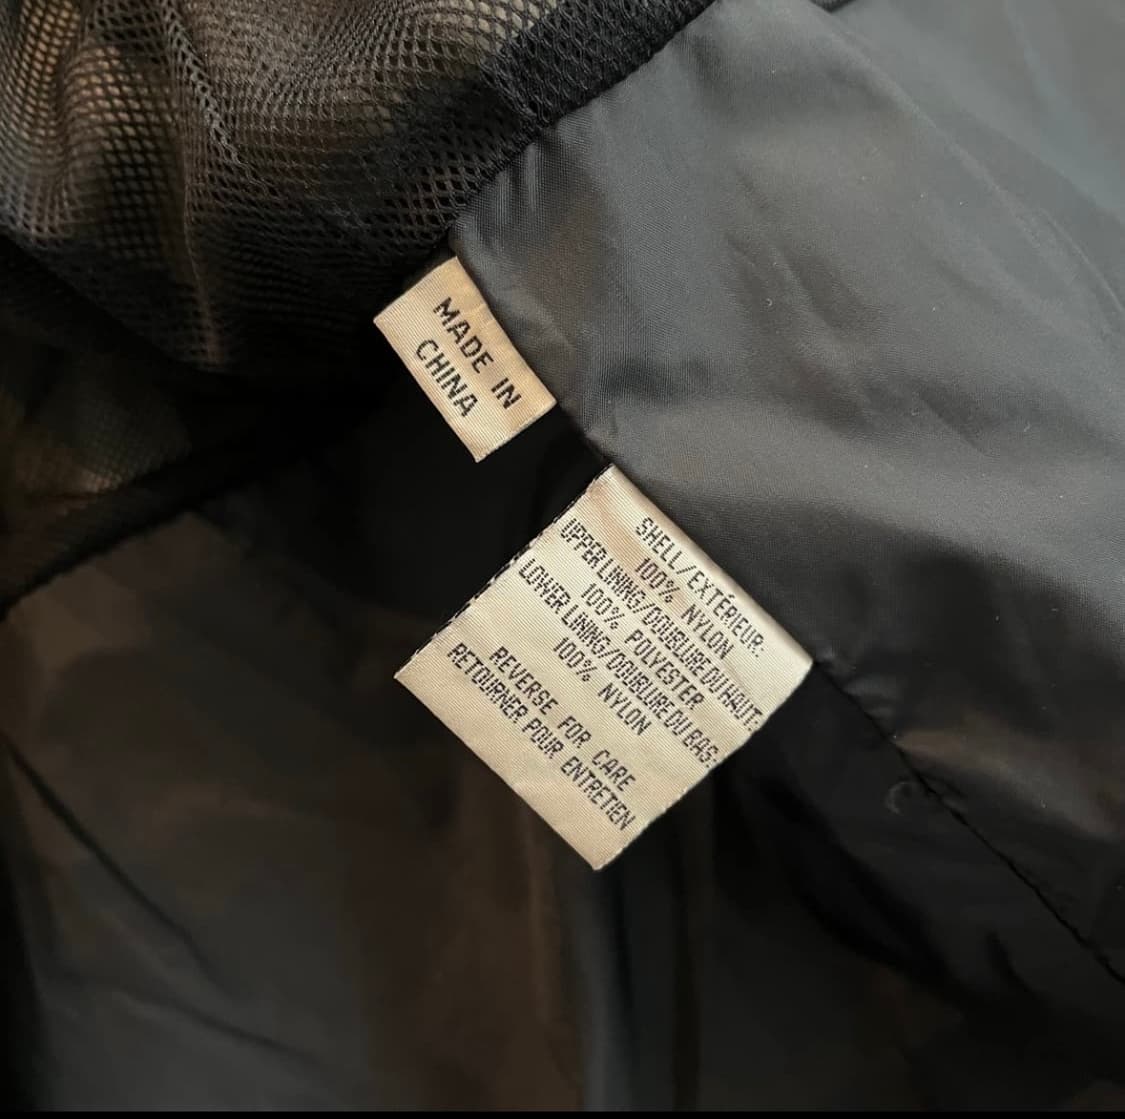 MADE IN
CHINA
SHELL/EXTÉRIEUR:
100% NYLON
UPPER LINING/DOUBLURE DU HAUT:
100% POLYESTER
LOWER LINING/DOUBLURE DU BAS:
100% NYLON
REVERSE FOR CARE
RETOURNER POUR ENTRETIEN